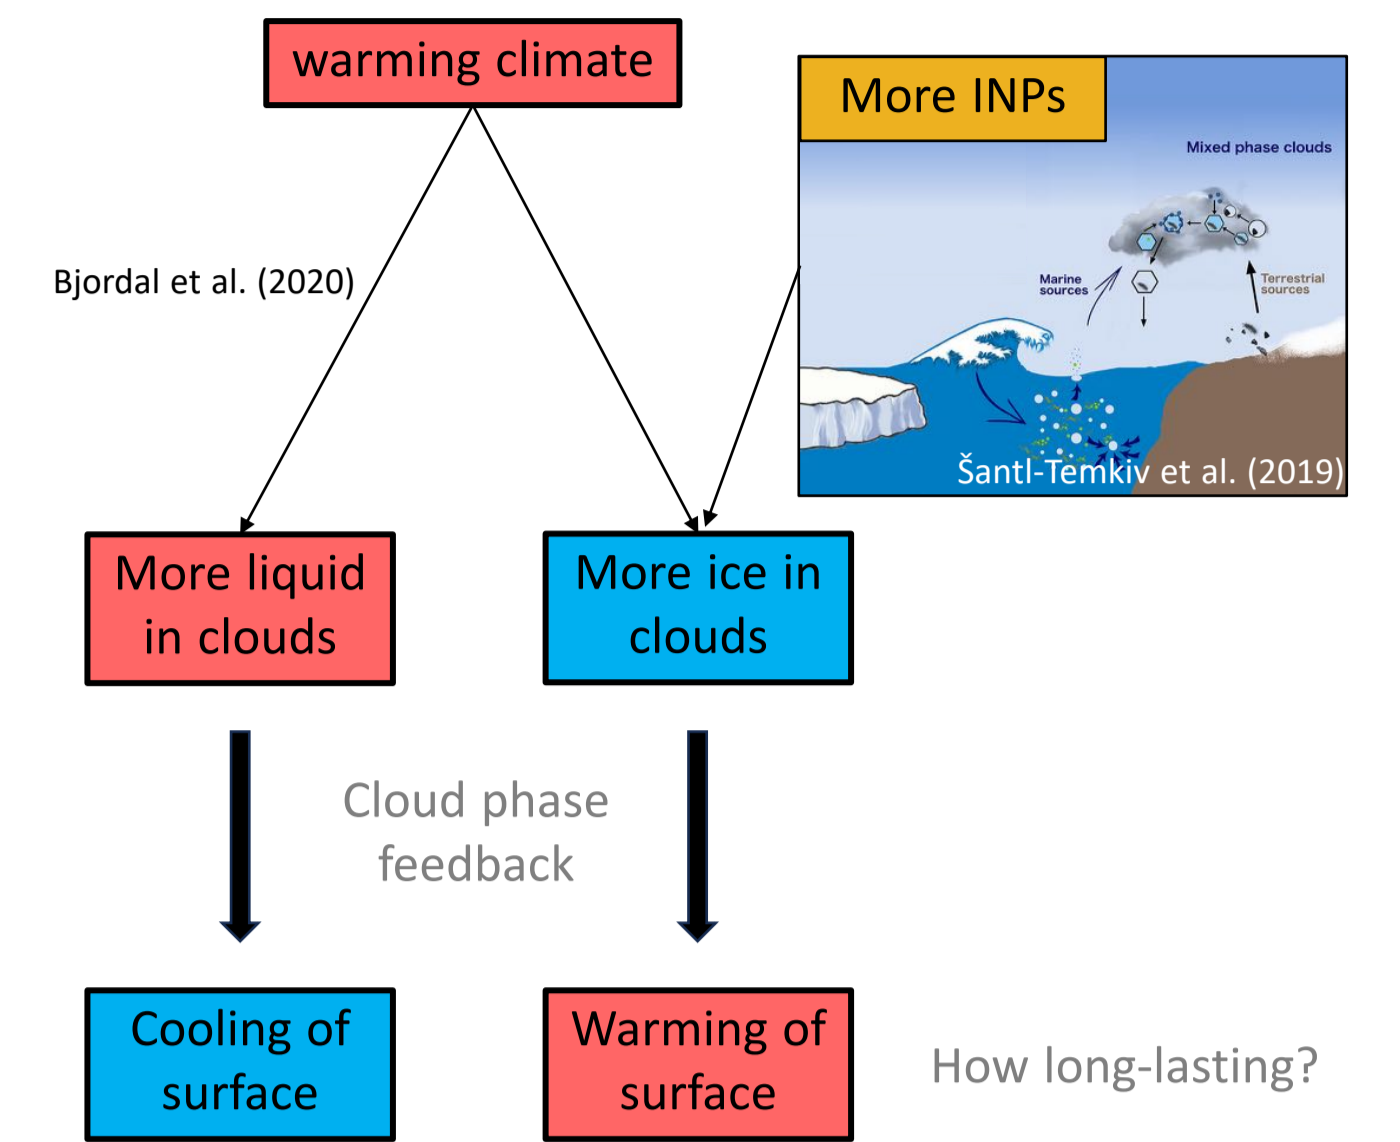 warming climate
More INPs
Mixed phase clouds
Bjordal et al. (2020)
Marine
sources
Terrestrial
sources
Šantl-Temkiv et al. (2019)
More liquid
in clouds
More ice in
clouds
Cloud phase
feedback
Cooling of
surface
Warming of
surface
How long-lasting?